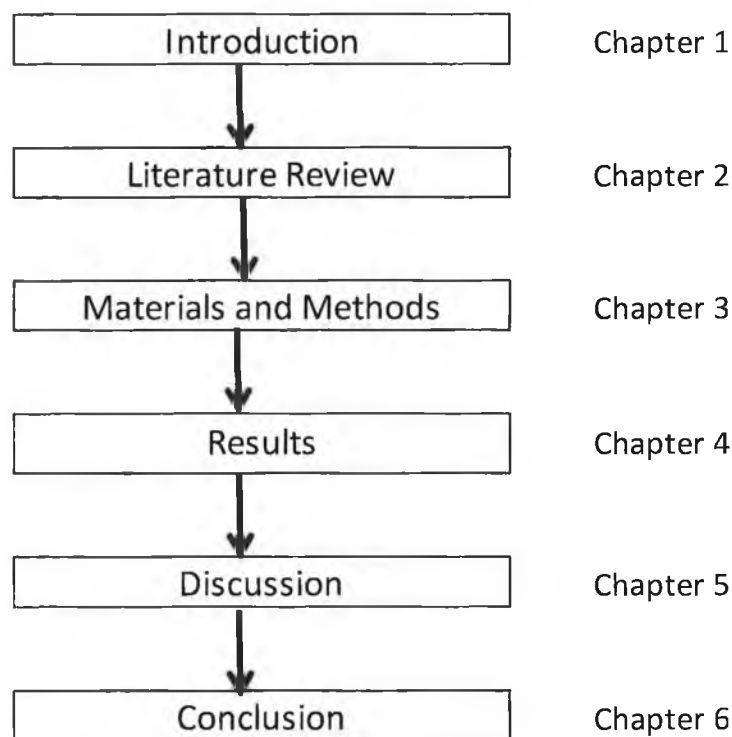 Introduction Chapter 1
Literature Review Chapter 2
Materials and Methods Chapter 3
Results Chapter 4
Discussion Chapter 5
Conclusion Chapter 6